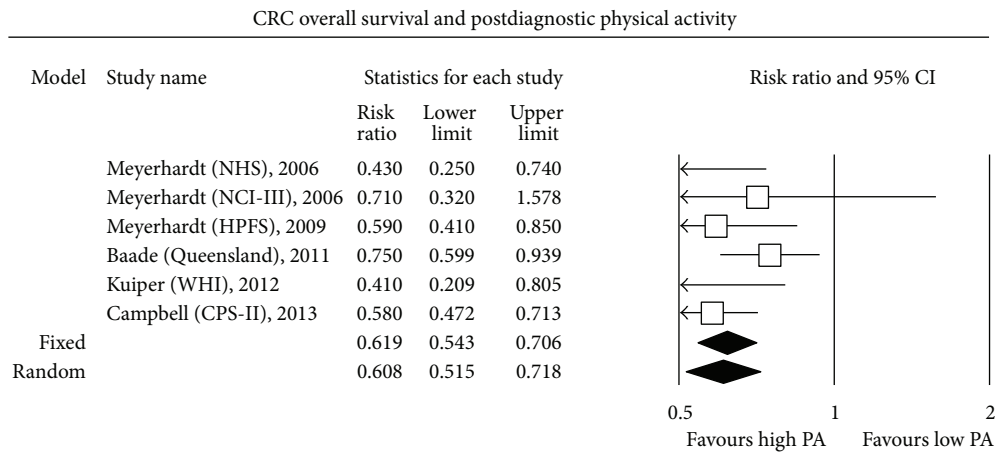 CRC overall survival and postdiagnostic physical activity
Model Study name Statistics for each study Risk ratio and 95% CI
Risk Lower Upper
ratio limit limit
Meyerhardt (NHS), 2006 0.430 0.250 0.740
Meyerhardt (NCI-III), 2006 0.710 0.320 1.578
Meyerhardt (HPFS), 2009 0.590 0.410 0.850
Baade (Queensland), 2011 0.750 0.599 0.939
Kuiper (WHI), 2012 0.410 0.209 0.805
Campbell (CPS-II), 2013 0.580 0.472 0.713
Fixed 0.619 0.543 0.706
Random 0.608 0.515 0.718
0.5 1 2
Favours high PA Favours low PA